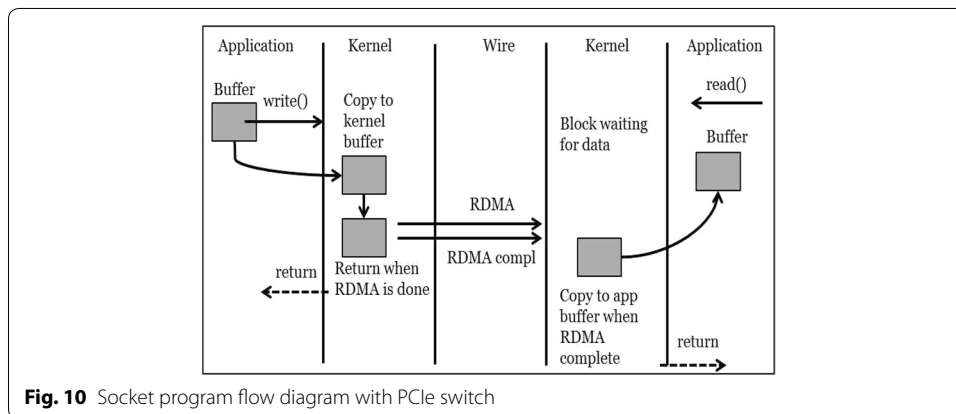 Application
Kernel
Wire
Kernel
Application
Buffer
write()
Copy to
kernel
buffer
return
Return when
RDMA is done
RDMA
RDMA compl
Block waiting
for data
Copy to app
buffer when
RDMA
complete
read()
Buffer
return
Fig. 10 Socket program flow diagram with PCIe switch